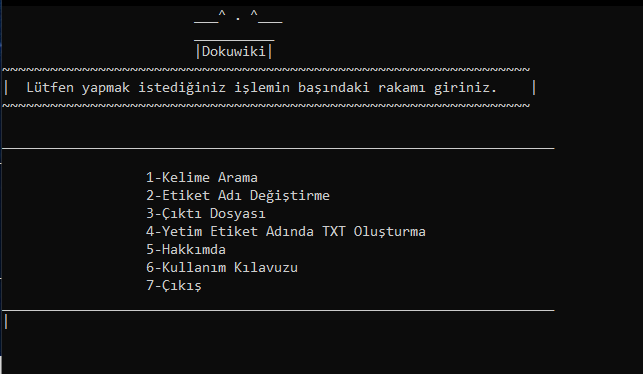 ___^ . ^___
|Dokuwiki|
~~~~~~~~~~~~~~~~~~~~~~~~~~~~~~~~~~~~~~~~~~~~~~~~~~~~~~~~~~~~~~~~~~
| Lütfen yapmak istediğiniz işlemin başındaki rakamı giriniz. |
~~~~~~~~~~~~~~~~~~~~~~~~~~~~~~~~~~~~~~~~~~~~~~~~~~~~~~~~~~~~~~~~~~
1-Kelime Arama
2-Etiket Adı Değiştirme
3-Çıktı Dosyası
4-Yetim Etiket Adında TXT Oluşturma
5-Hakkımda
6-Kullanım Kılavuzu
7-Çıkış
|